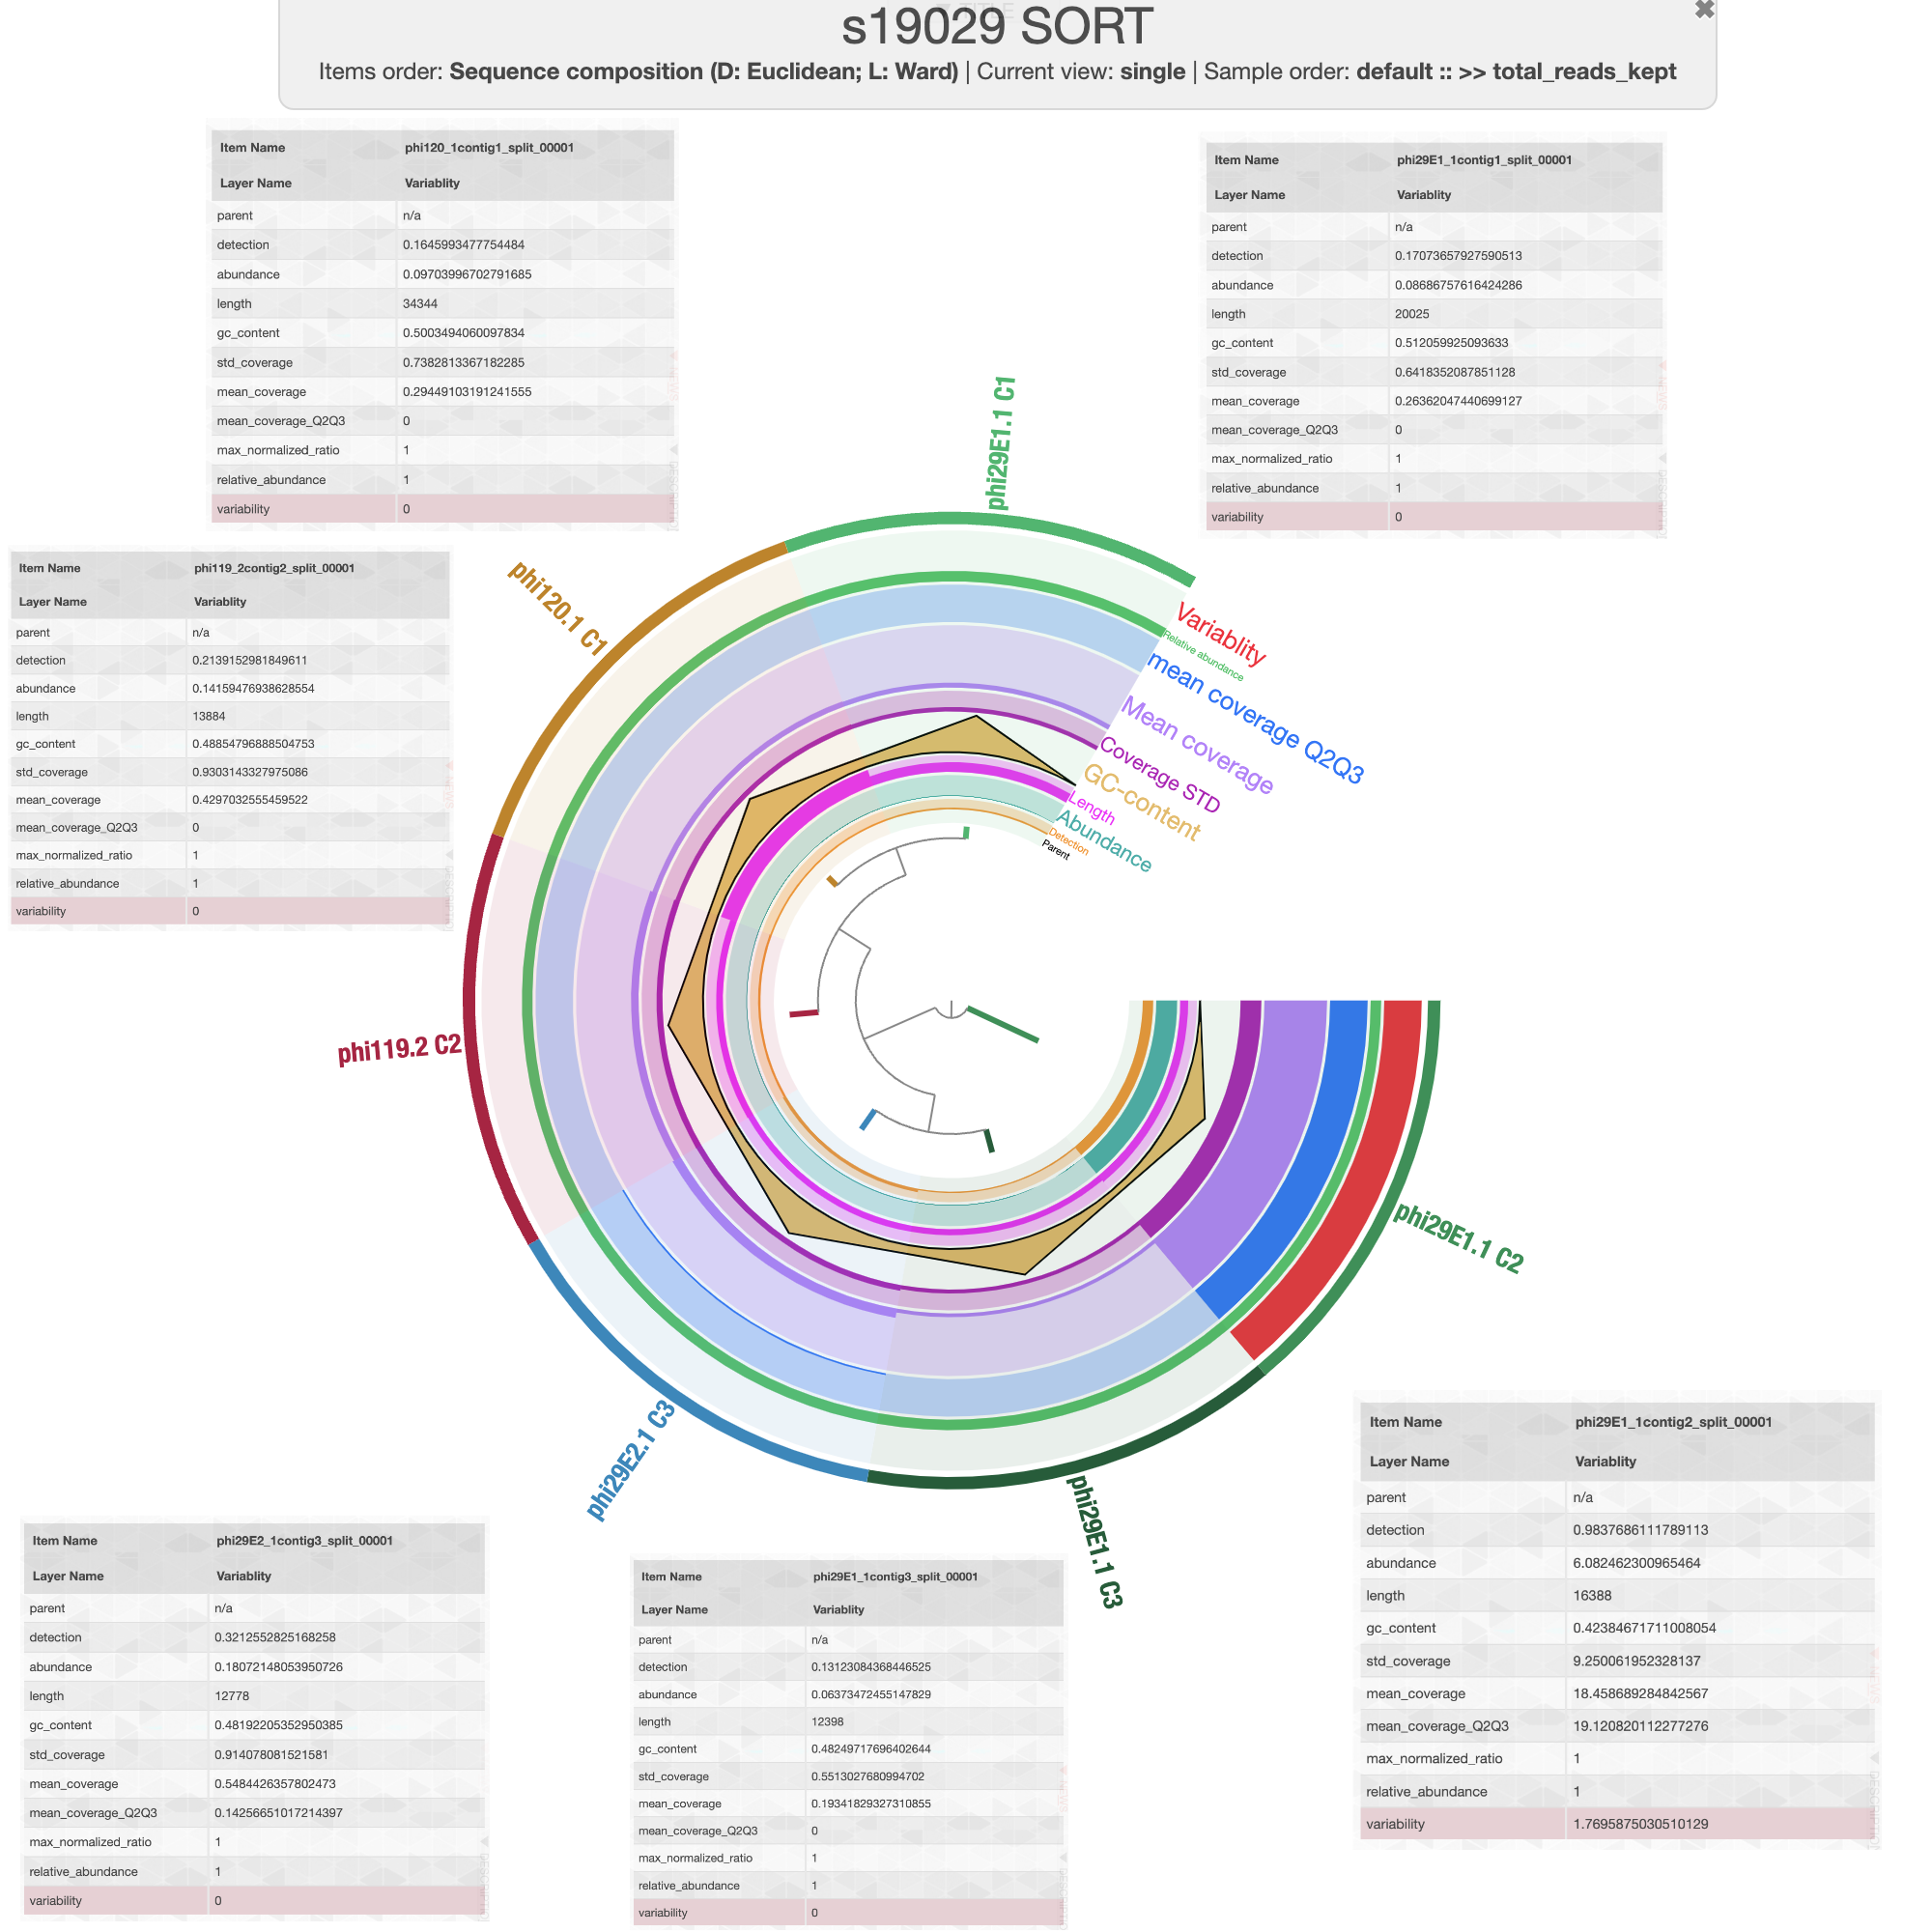 s19029 SORT
Items order: Sequence composition (D: Euclidean; L: Ward) | Current view: single | Sample order: default :: >> total_reads_kept
Item Name phi120_1contig1_split_00001
Layer Name Variablity
parent n/a
detection 0.1645993477754484
abundance 0.09703996702791685
length 34344
gc_content 0.5003494060097834
std_coverage 0.7382813367182285
mean_coverage 0.29449103191241555
mean_coverage_Q2Q3 0
max_normalized_ratio 1
relative_abundance 1
variability 0
Item Name phi29E1_1contig1_split_00001
Layer Name Variablity
parent n/a
detection 0.17073657927590513
abundance 0.08686757616424286
length 20025
gc_content 0.512059925093633
std_coverage 0.6418352087851128
mean_coverage 0.26362047440699127
mean_coverage_Q2Q3 0
max_normalized_ratio 1
relative_abundance 1
variability 0
Item Name phi119_2contig2_split_00001
Layer Name Variablity
parent n/a
detection 0.2139152981849611
abundance 0.14159476938628554
length 13884
gc_content 0.48854796888504753
std_coverage 0.9303143327975086
mean_coverage 0.4297032555459522
mean_coverage_Q2Q3 0
max_normalized_ratio 1
relative_abundance 1
variability 0
phi29E1.1 C1
phi120.1 C1
phi119.2 C2
phi29E2.1 C3
phi29E1.1 C3
phi29E1.1 C2
Variablity
Relative abundance
mean coverage Q2Q3
Mean coverage
Coverage STD
GC-content
Length
Abundance
Detection
Parent
Item Name phi29E2_1contig3_split_00001
Layer Name Variablity
parent n/a
detection 0.3212552825168258
abundance 0.18072148053950726
length 12778
gc_content 0.48192205352950385
std_coverage 0.914078081521581
mean_coverage 0.5484426357802473
mean_coverage_Q2Q3 0.14256651017214397
max_normalized_ratio 1
relative_abundance 1
variability 0
Item Name phi29E1_1contig3_split_00001
Layer Name Variablity
parent n/a
detection 0.13123084368446525
abundance 0.06373472455147829
length 12398
gc_content 0.48249717696402644
std_coverage 0.5513027680994702
mean_coverage 0.19341829327310855
mean_coverage_Q2Q3 0
max_normalized_ratio 1
relative_abundance 1
variability 0
Item Name phi29E1_1contig2_split_00001
Layer Name Variablity
parent n/a
detection 0.9837686111789113
abundance 6.082462300965464
length 16388
gc_content 0.42384671711008054
std_coverage 9.250061952328137
mean_coverage 18.458689284842567
mean_coverage_Q2Q3 19.120820112277276
max_normalized_ratio 1
relative_abundance 1
variability 1.7695875030510129